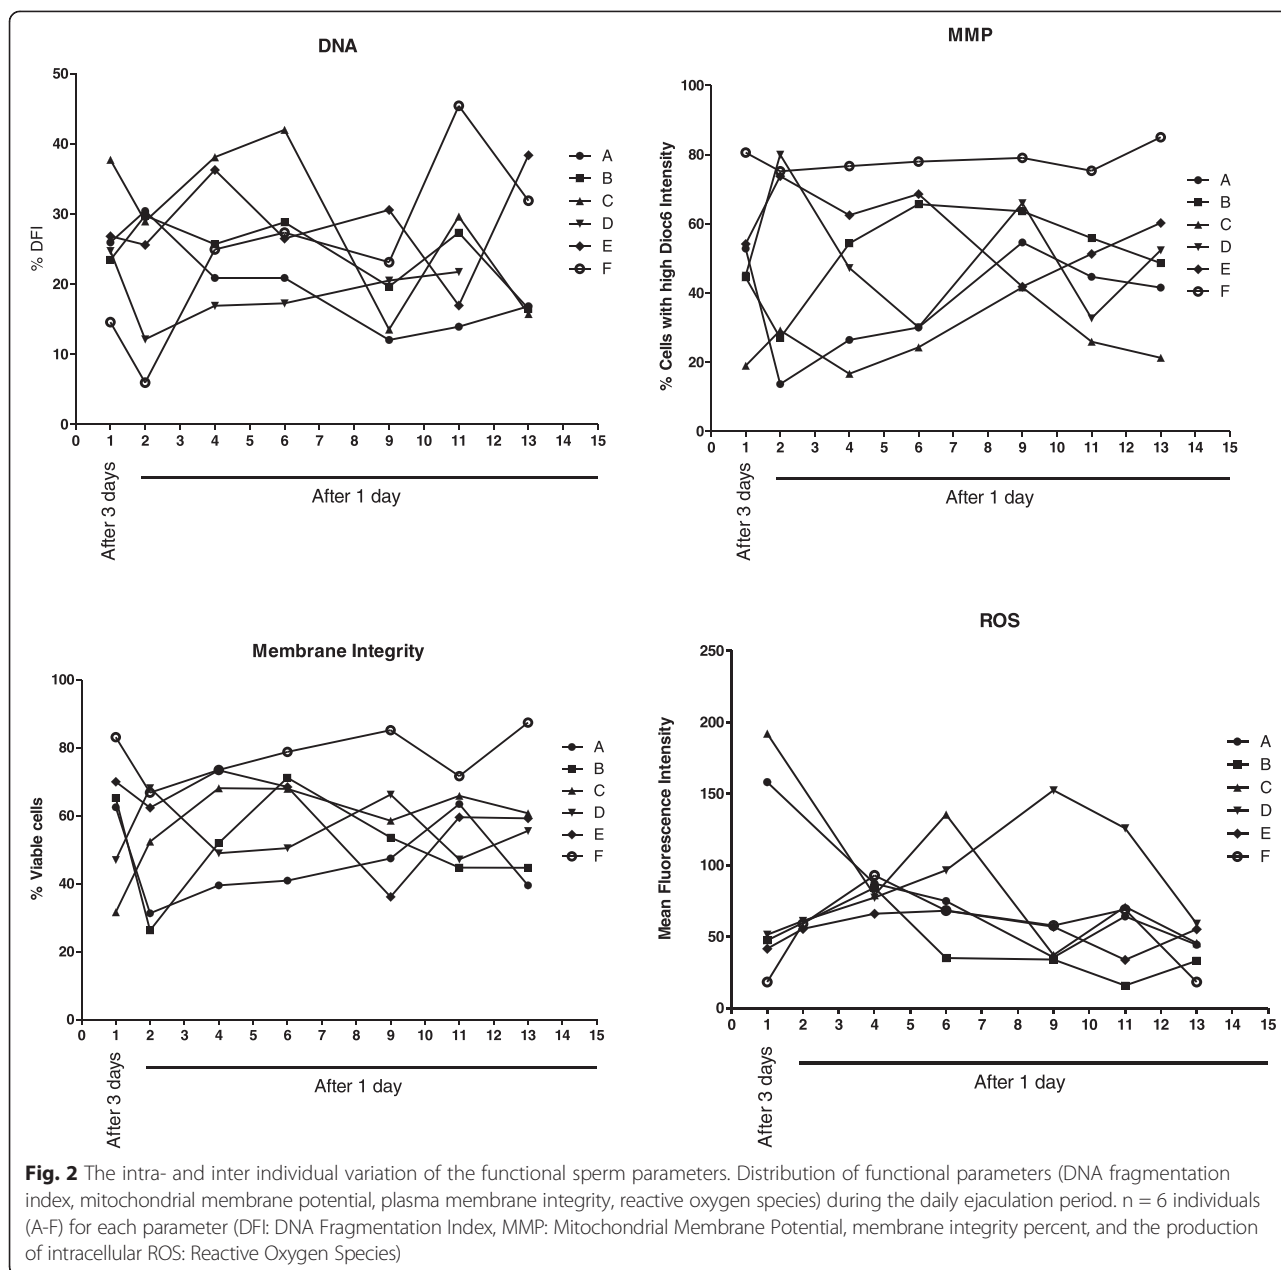 DNA
50
40
30
20
10
0
% DFI
0 1 2 3 4 5 6 7 8 9 10 11 12 13 14 15
After 3 days
After 1 day
A
B
C
D
E
F
MMP
100
80
60
40
20
0
% Cells with high Dioc6 Intensity
0 1 2 3 4 5 6 7 8 9 10 11 12 13 14 15
After 3 days
After 1 day
A
B
C
D
E
F
Membrane Integrity
100
80
60
40
20
0
% Viable cells
0 1 2 3 4 5 6 7 8 9 10 11 12 13 14 15
After 3 days
After 1 day
A
B
C
D
E
F
ROS
250
200
150
100
50
0
Mean Fluorescence Intensity
0 1 2 3 4 5 6 7 8 9 10 11 12 13 14 15
After 3 days
After 1 day
A
B
C
D
E
F
Fig. 2 The intra- and inter individual variation of the functional sperm parameters. Distribution of functional parameters (DNA fragmentation
index, mitochondrial membrane potential, plasma membrane integrity, reactive oxygen species) during the daily ejaculation period. n = 6 individuals
(A-F) for each parameter (DFI: DNA Fragmentation Index, MMP: Mitochondrial Membrane Potential, membrane integrity percent, and the production
of intracellular ROS: Reactive Oxygen Species)